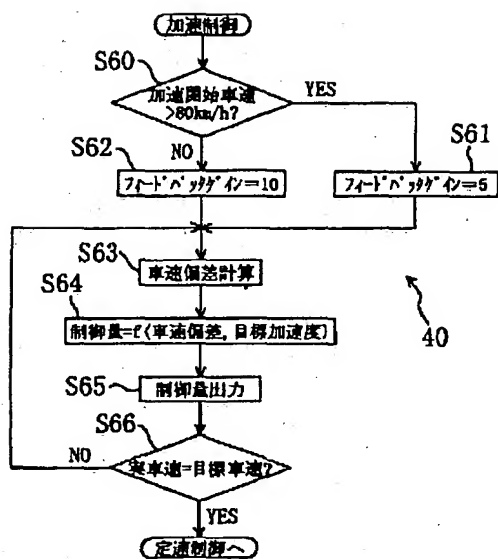 加速制御
S60
加速開始車速
>80km/h?
YES
S62
NO
S61
フィードバックゲイン=10
フィードバックゲイン=5
S63
車速偏差計算
S64
制御量=f(車速偏差,目標加速度)
40
S65
制御量出力
S66
NO
実車速=目標車速?
YES
定速制御へ